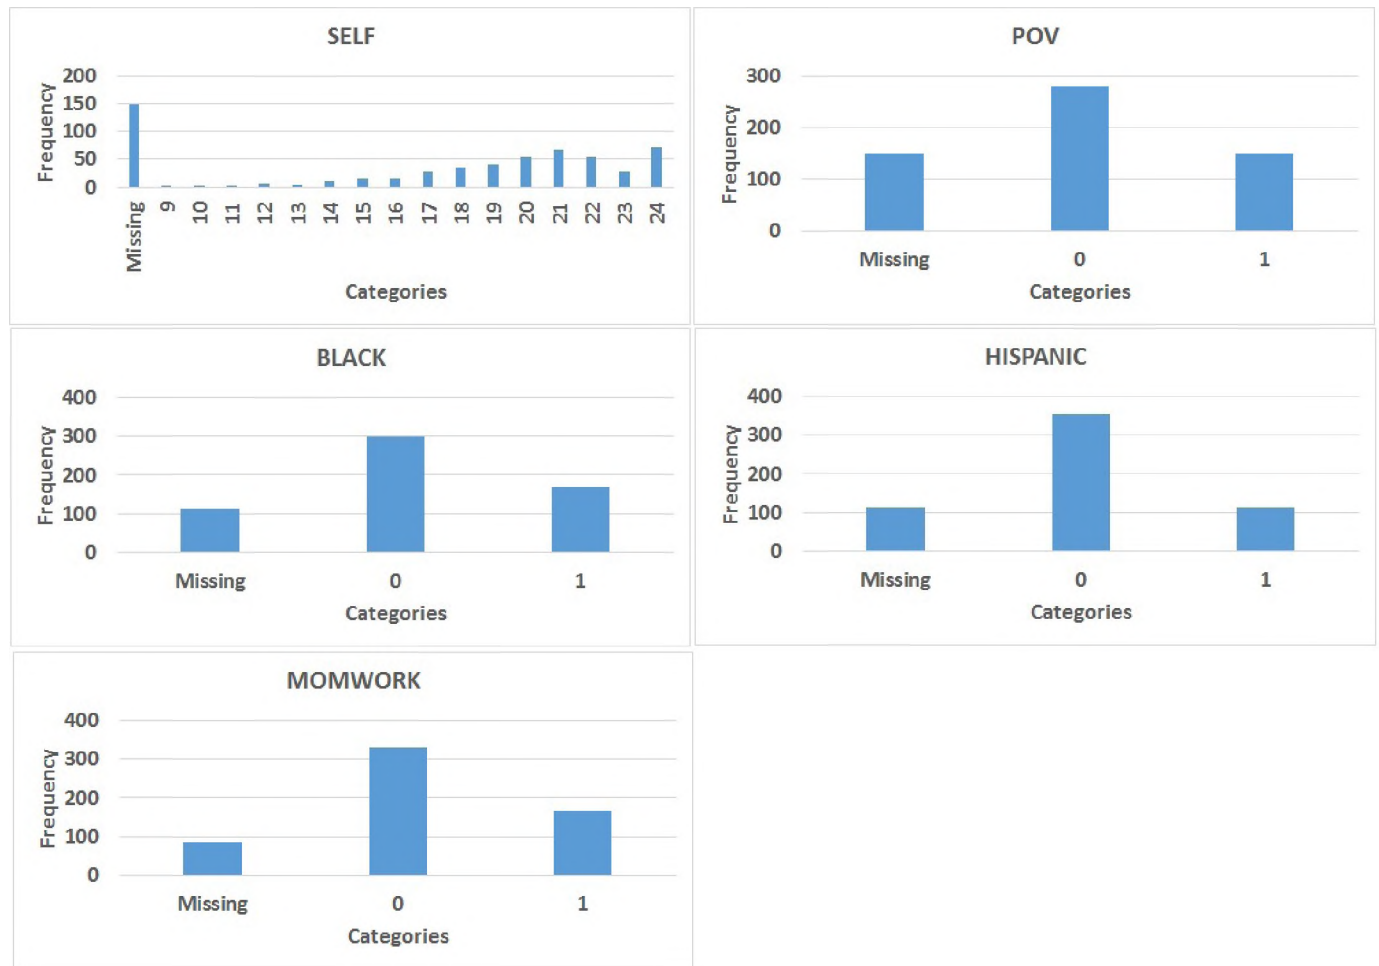 SELF
Frequency
200
150
100
50
0
Missing 9 10 11 12 13 14 15 16 17 18 19 20 21 22 23 24
Categories
POV
Frequency
300
200
100
0
Missing 0 1
Categories
BLACK
Frequency
400
300
200
100
0
Missing 0 1
Categories
HISPANIC
Frequency
400
300
200
100
0
Missing 0 1
Categories
MOMWORK
Frequency
400
300
200
100
0
Missing 0 1
Categories